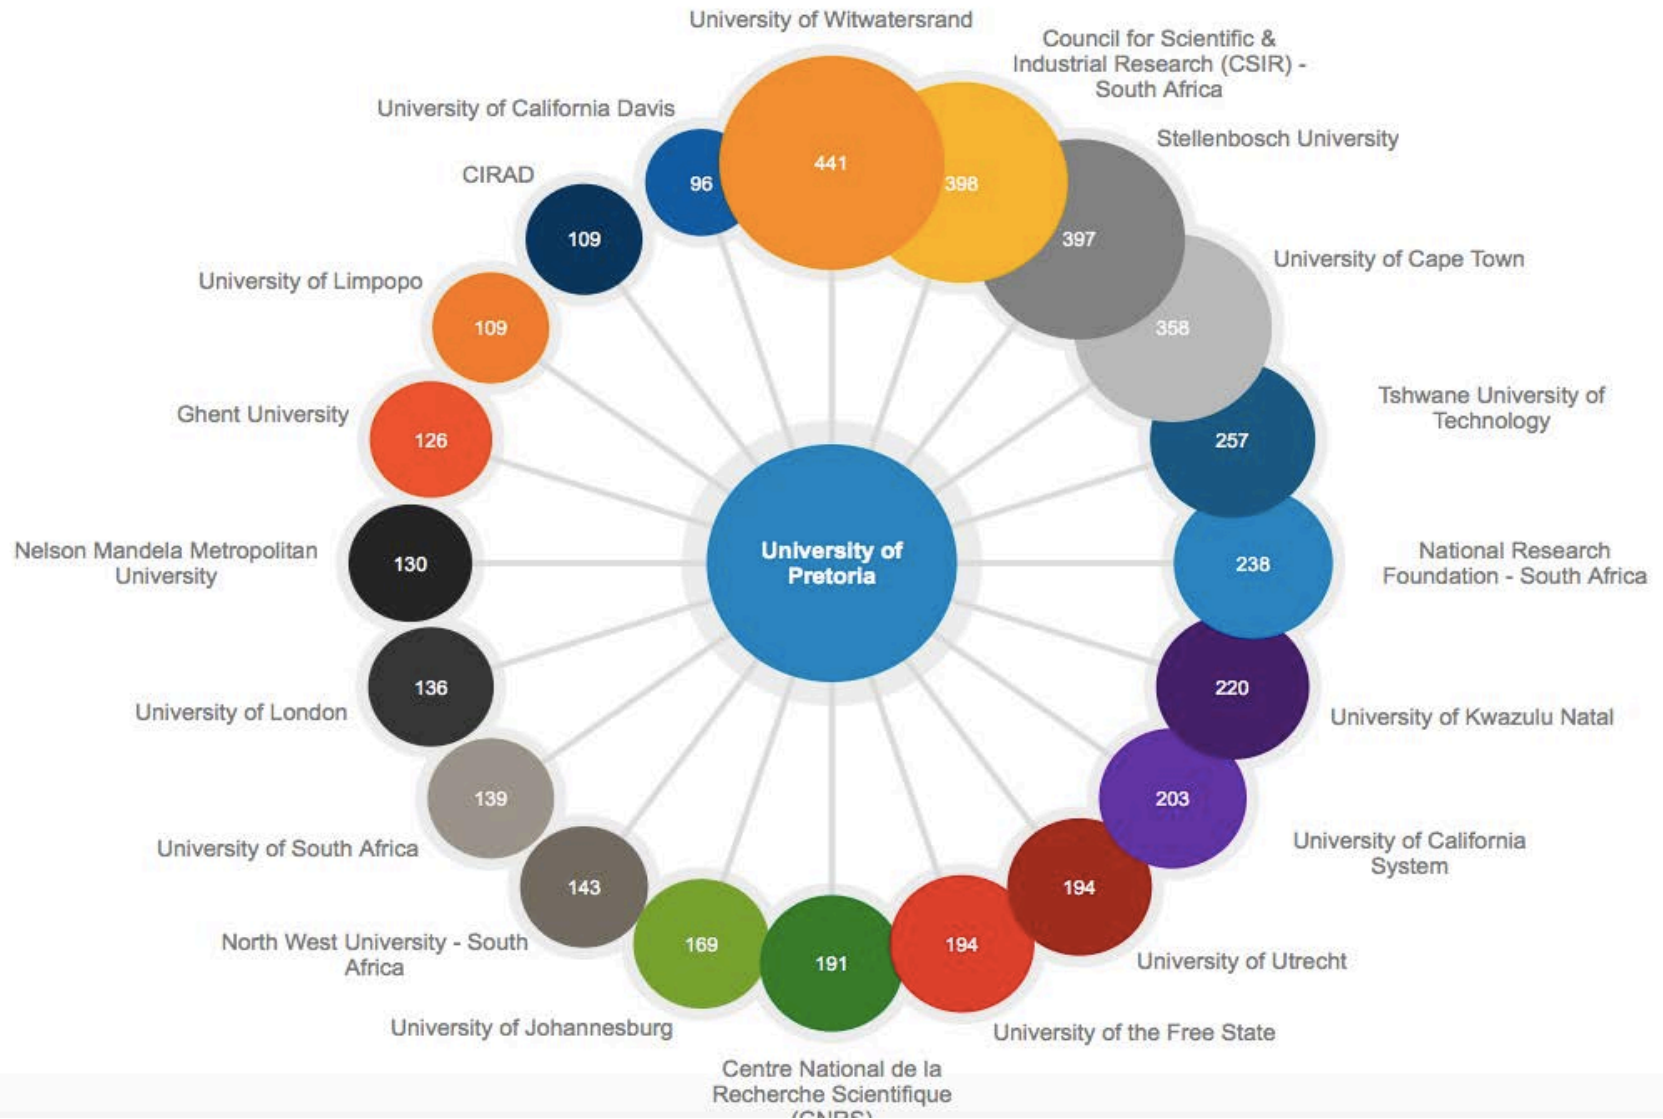 University of Witwatersrand
441
Council for Scientific &
Industrial Research (CSIR) -
South Africa
398
Stellenbosch University
397
University of Cape Town
358
Tshwane University of
Technology
257
National Research
Foundation - South Africa
238
University of Kwazulu Natal
220
University of California
System
203
University of Utrecht
194
University of the Free State
194
Centre National de la
Recherche Scientifique
(CNRS)
191
University of Johannesburg
169
North West University - South
Africa
143
University of South Africa
139
University of London
136
Nelson Mandela Metropolitan
University
130
Ghent University
126
University of Limpopo
109
CIRAD
109
University of California Davis
96
University of
Pretoria